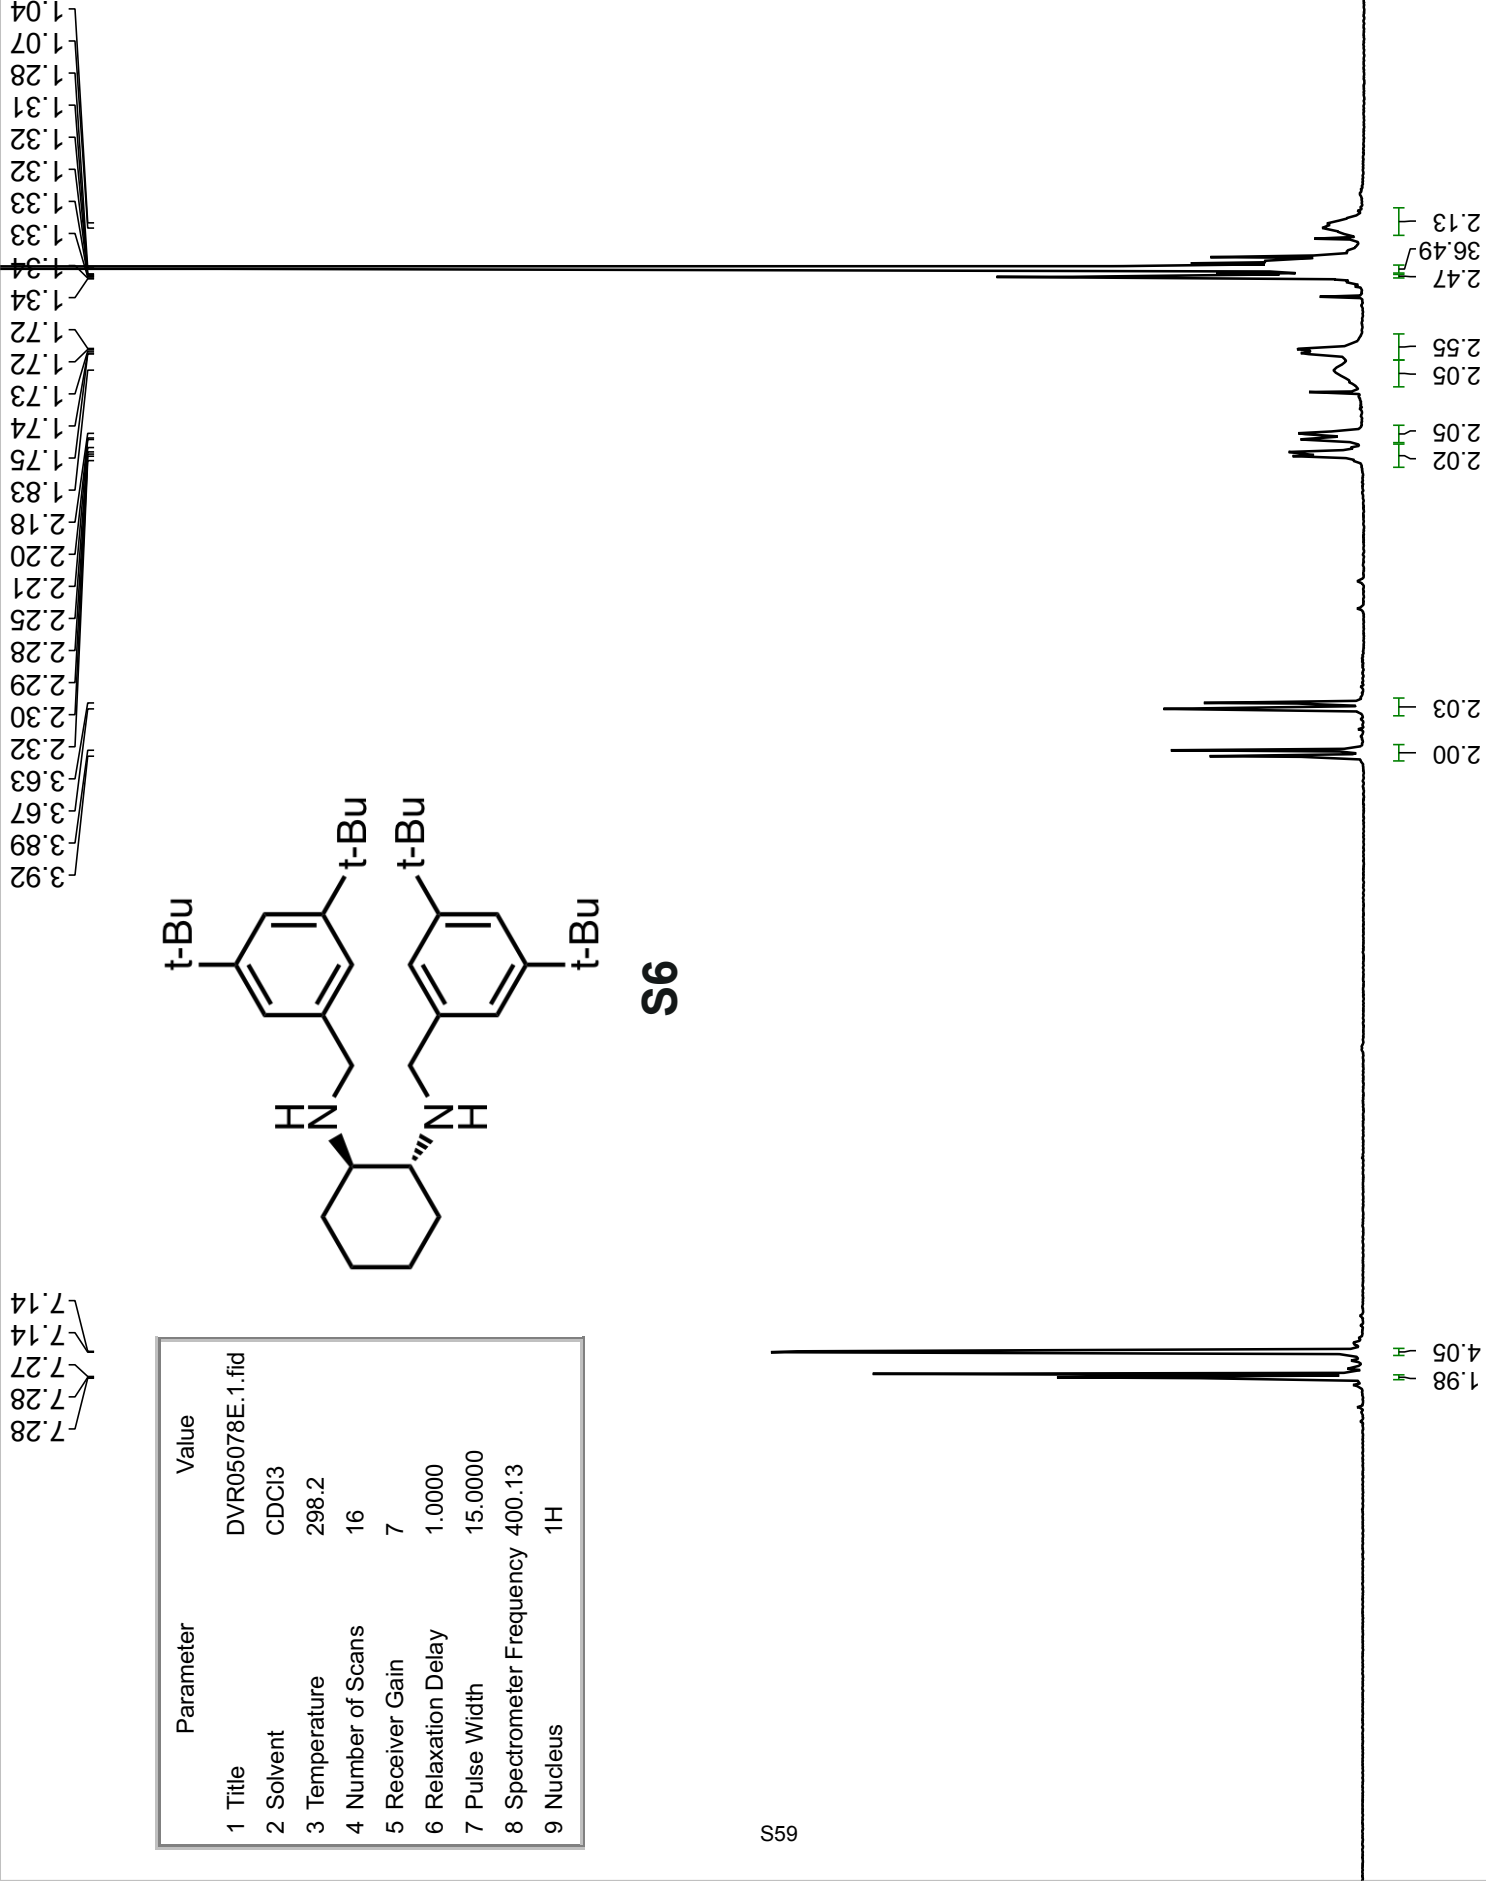 7.28
7.28
7.27
7.14
7.14
3.92
3.89
3.67
3.63
2.32
2.30
2.29
2.28
2.25
2.21
2.20
2.18
1.83
1.75
1.74
1.73
1.72
1.72
1.34
1.34
1.33
1.33
1.32
1.32
1.31
1.28
1.07
1.04
Parameter Value
1 Title DVR05078E.1.fid
2 Solvent CDCl3
3 Temperature 298.2
4 Number of Scans 16
5 Receiver Gain 7
6 Relaxation Delay 1.0000
7 Pulse Width 15.0000
8 Spectrometer Frequency 400.13
9 Nucleus 1H
t-Bu
t-Bu
t-Bu
t-Bu
H
N
N
H
S6
1.98
4.05
2.00
2.03
2.02
2.05
2.05
2.55
2.47
36.49
2.13
S59